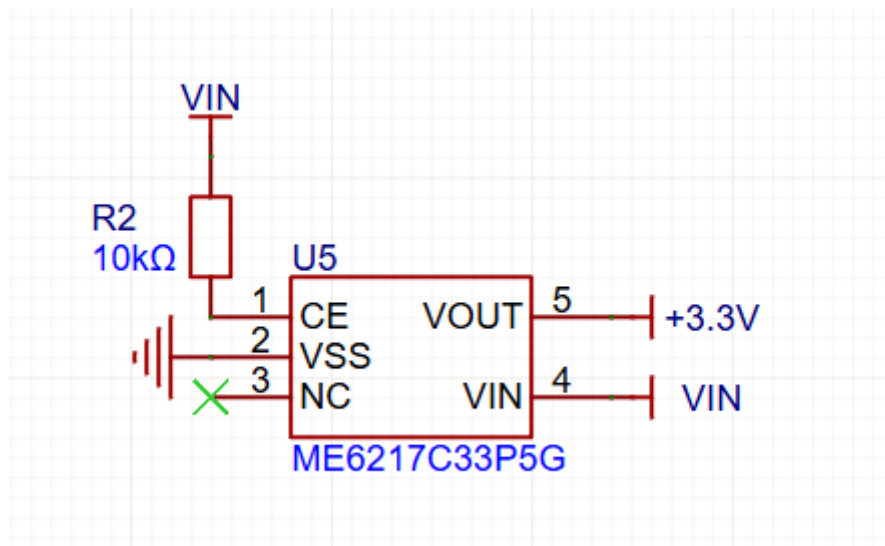 VIN
R2
10kΩ
U5
1
CE
VOUT
5
+3.3V
2
VSS
3
NC
VIN
4
VIN
ME6217C33P5G